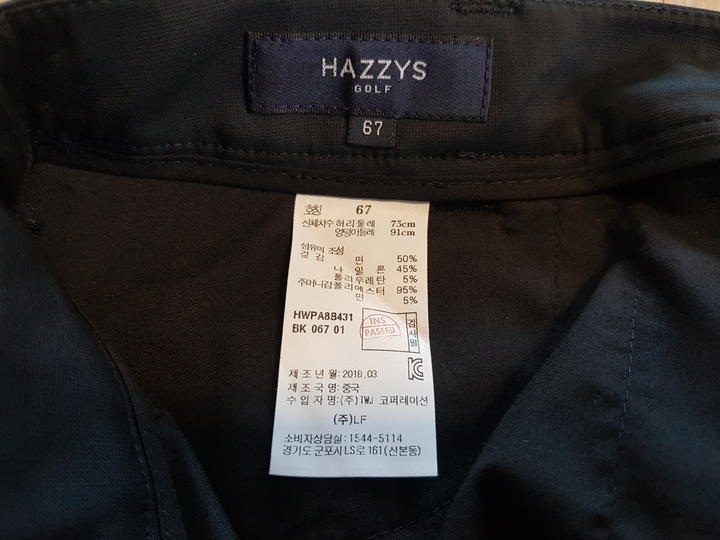 HAZZYS
GOLF
67
호칭 67
신체치수 허리둘레 75cm
엉덩이둘레 91cm
섬유의 조성
겉감 면 50%
나일론 45%
폴리우레탄 5%
주머니감 폴리에스터 95%
면 5%
HWPA8B431
BK 067 01
INS
PASSED
검사필
제조년월: 2018.03
제조국명: 중국
수입자명: (주)TWJ 코퍼레이션
(주)LF
소비자상담실: 1544-5114
경기도 군포시 LS로 161(산본동)